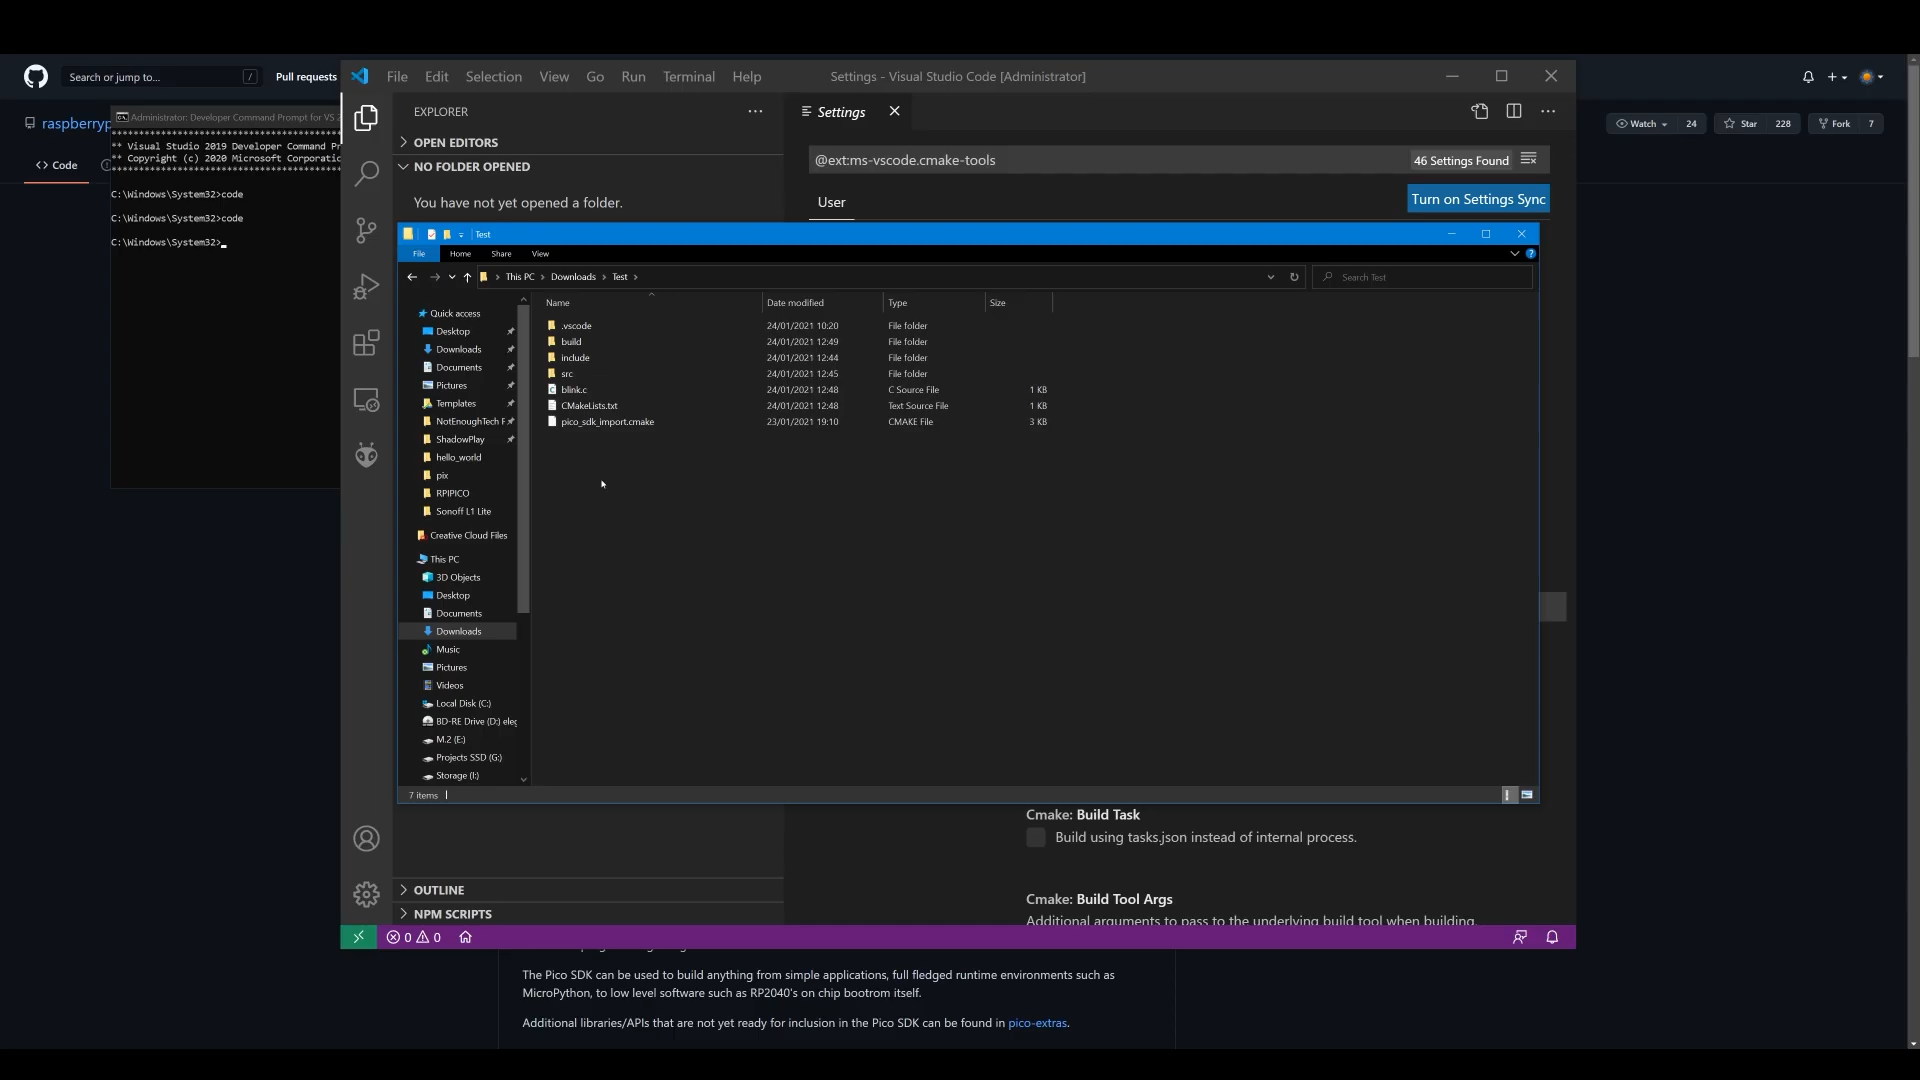 Search or jump to...
/
Pull requests
File Edit Selection View Go Run Terminal Help
Settings - Visual Studio Code [Administrator]
raspberryp
Watch 24
Star 228
Fork 7
Code
Administrator: Developer Command Prompt for VS 2
**********************************
** Visual Studio 2019 Developer Command Pr
** Copyright (c) 2020 Microsoft Corporatio
**********************************
C:\Windows\System32>code
C:\Windows\System32>code
C:\Windows\System32>
EXPLORER
Settings
OPEN EDITORS
NO FOLDER OPENED
You have not yet opened a folder.
@ext:ms-vscode.cmake-tools
46 Settings Found
User
Turn on Settings Sync
Test
File Home Share View
This PC > Downloads > Test >
Search Test
Quick access
Desktop
Downloads
Documents
Pictures
Templates
NotEnoughTech F
ShadowPlay
hello_world
pix
RPIPICO
Sonoff L1 Lite
Creative Cloud Files
This PC
3D Objects
Desktop
Documents
Downloads
Music
Pictures
Videos
Local Disk (C:)
BD-RE Drive (D:) eleg
M.2 (E:)
Projects SSD (G:)
Storage (I:)
Name Date modified Type Size
.vscode 24/01/2021 10:20 File folder
build 24/01/2021 12:49 File folder
include 24/01/2021 12:44 File folder
src 24/01/2021 12:45 File folder
blink.c 24/01/2021 12:48 C Source File 1 KB
CMakeLists.txt 24/01/2021 12:48 Text Source File 1 KB
pico_sdk_import.cmake 23/01/2021 19:10 CMAKE File 3 KB
7 items
Cmake: Build Task
Build using tasks.json instead of internal process.
Cmake: Build Tool Args
Additional arguments to pass to the underlying build tool when building.
OUTLINE
NPM SCRIPTS
0 0
The Pico SDK can be used to build anything from simple applications, full fledged runtime environments such as
MicroPython, to low level software such as RP2040's on chip bootrom itself.
Additional libraries/APIs that are not yet ready for inclusion in the Pico SDK can be found in pico-extras.